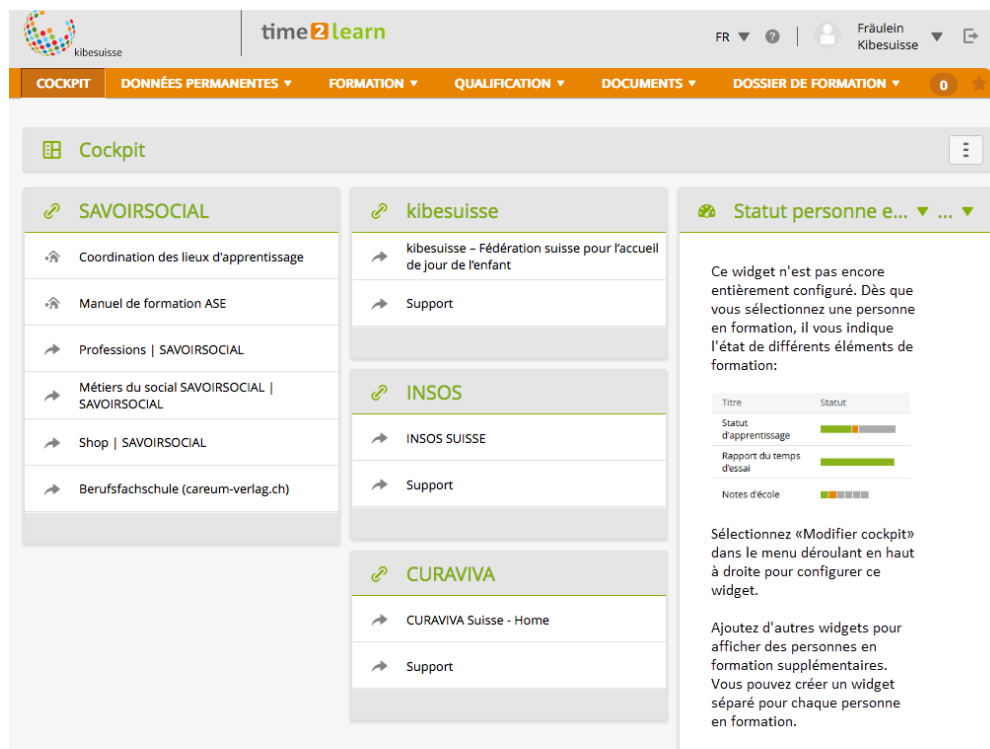 kibesuisse
time2learn
FR
Fräulein
Kibesuisse
COCKPIT
DONNÉES PERMANENTES
FORMATION
QUALIFICATION
DOCUMENTS
DOSSIER DE FORMATION
0
Cockpit
SAVOIRSOCIAL
Coordination des lieux d'apprentissage
Manuel de formation ASE
Professions | SAVOIRSOCIAL
Métiers du social SAVOIRSOCIAL |
SAVOIRSOCIAL
Shop | SAVOIRSOCIAL
Berufsfachschule (careum-verlag.ch)
kibesuisse
kibesuisse – Fédération suisse pour l'accueil
de jour de l'enfant
Support
INSOS
INSOS SUISSE
Support
CURAVIVA
CURAVIVA Suisse - Home
Support
Statut personne e... ...
Ce widget n'est pas encore
entièrement configuré. Dès que
vous sélectionnez une personne
en formation, il vous indique
l'état de différents éléments de
formation:
Titre Statut
Statut
d'apprentissage
Rapport du temps
d'essai
Notes d'école
Sélectionnez «Modifier cockpit»
dans le menu déroulant en haut
à droite pour configurer ce
widget.
Ajoutez d'autres widgets pour
afficher des personnes en
formation supplémentaires.
Vous pouvez créer un widget
séparé pour chaque personne
en formation.